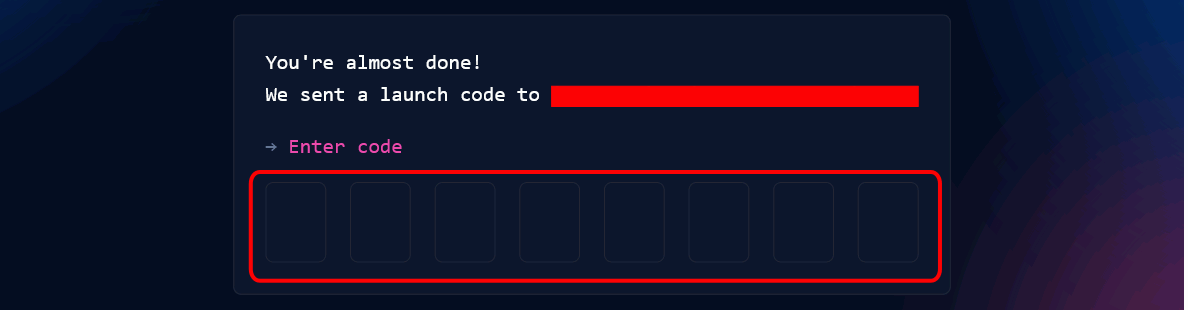 You're almost done!
We sent a launch code to
→ Enter code